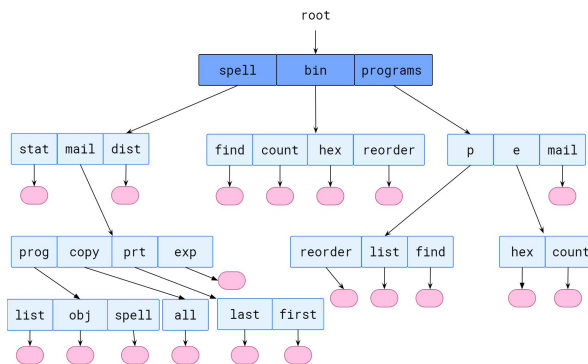 root
spell bin programs
stat mail dist find count hex reorder p e mail
prog copy prt exp reorder list find hex count
list obj spell all last first